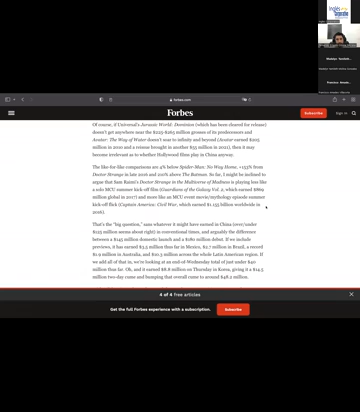 Inglés
forbes.com
Forbes
Subscribe
Sign In
Of course, if Universal's Jurassic World: Dominion (which has been cleared for release)
doesn't get anywhere near the grosses of its predecessors and
Avatar: The Way of Water doesn't soar to infinity and beyond (Avatar earned $203
million in 2010 and a reissue brought in another $55 million in 2021), then it may
become irrelevant as to whether Hollywood films play in China anyway.
The like-for-like comparisons are 4% below Spider-Man: No Way Home, +153% from
Doctor Strange in late 2016 and above The Batman. So far, I might be inclined to
argue that Sam Raimi's Doctor Strange in the Multiverse of Madness is playing less like
a solo MCU summer kick-off film (Guardians of the Galaxy Vol. 2, which earned $869
million global in 2017) and more like an MCU event movie/mythology episode summer
kick-off flick (Captain America: Civil War, which earned $1.155 billion worldwide in
2016).
That's the "big question," sans whatever it might have earned in China (over/under
$125 million seems about right) in conventional times, and arguably the difference
between a $145 million domestic launch and a $180 million debut. If we include
previews, it has earned $3.5 million thus far in Mexico, $2.7 million in Brazil, a record
$1.9 million in Australia, and $10.3 million across the whole Latin American region. If
we add all of that in, we're looking at an end-of-Wednesday total of just under $40
million thus far. Oh, and it earned $8.8 million on Thursday in Korea, giving it a $14.5
million two-day cume and bumping that overall cume to around $48.2 million.
4 of 4 free articles
Get the full Forbes experience with a subscription.
Subscribe